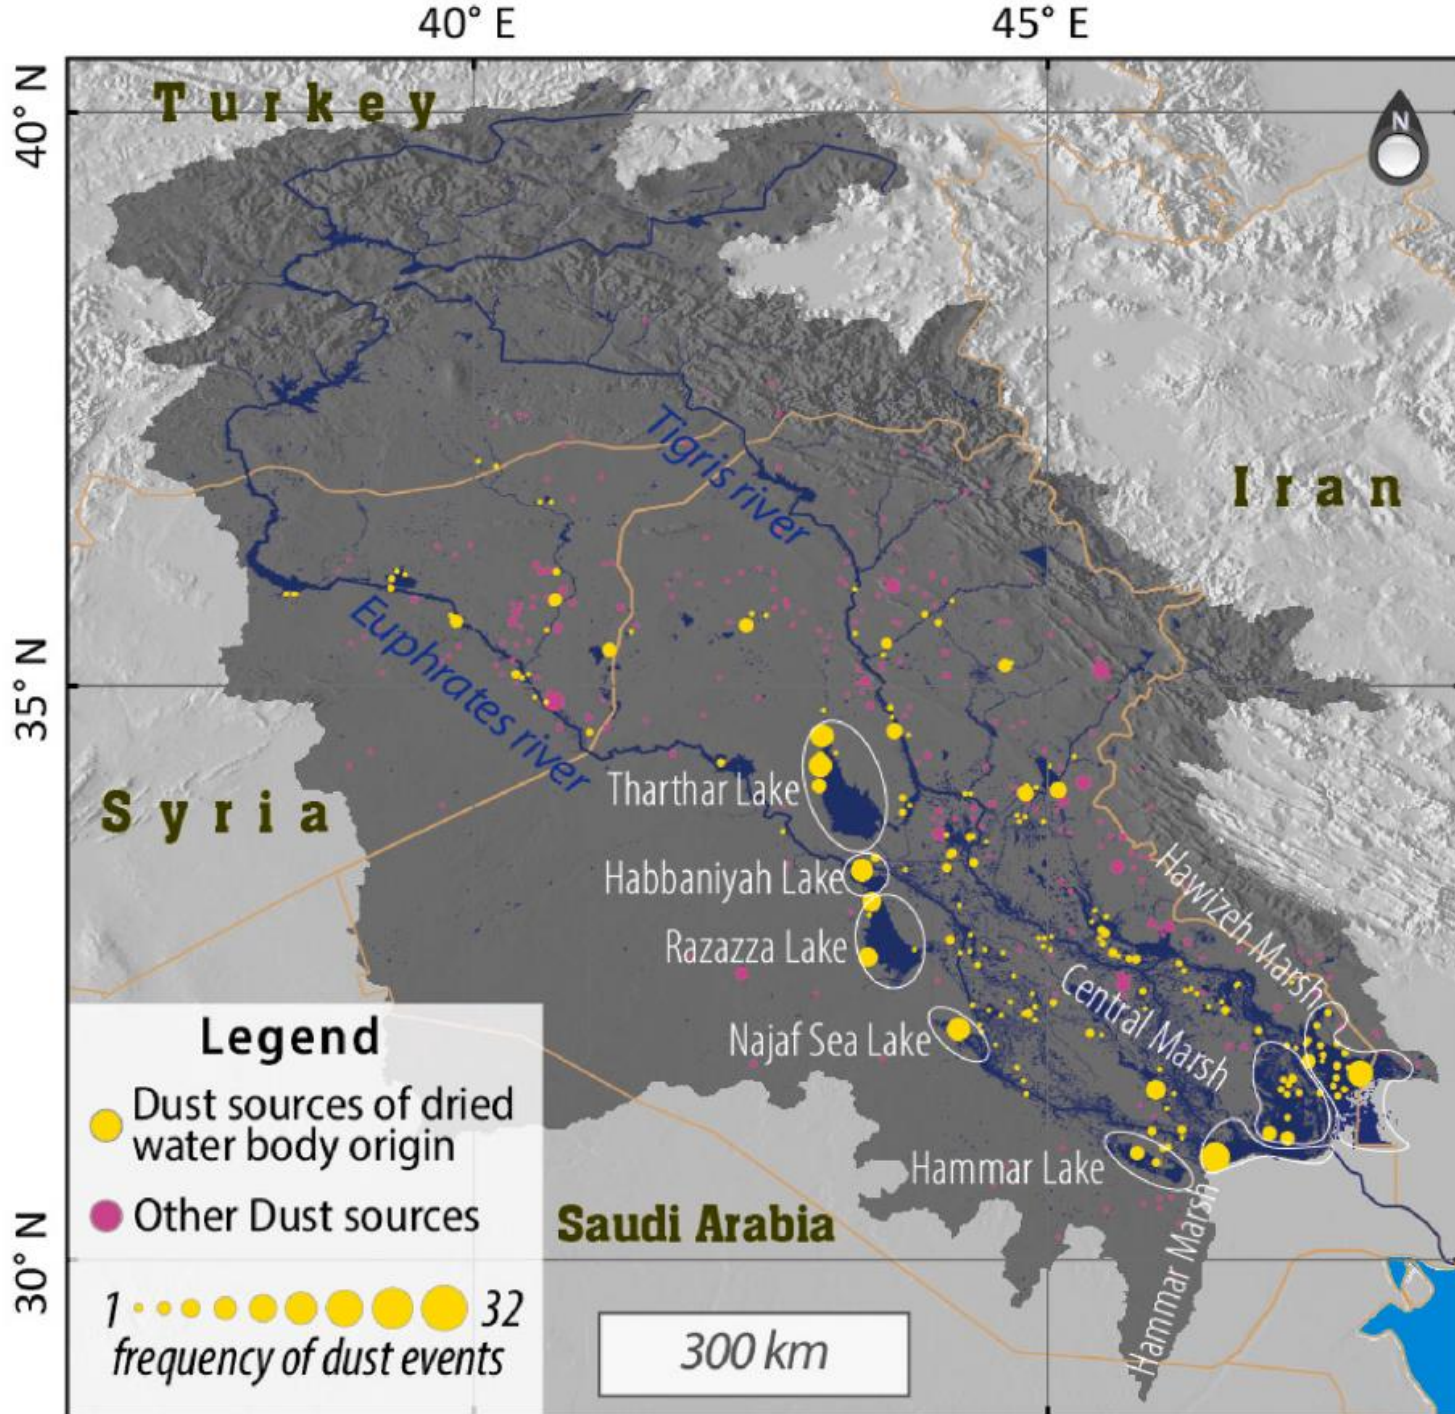 40° E
45° E
40° N
35° N
30° N
Turkey
N
Iran
Tigris river
Euphrates river
Syria
Tharthar Lake
Habbaniyah Lake
Razazza Lake
Najaf Sea Lake
Hawizeh Marsh
Central Marsh
Hammar Lake
Hammar Marsh
Saudi Arabia
Legend
Dust sources of dried
water body origin
Other Dust sources
1 32
frequency of dust events
300 km